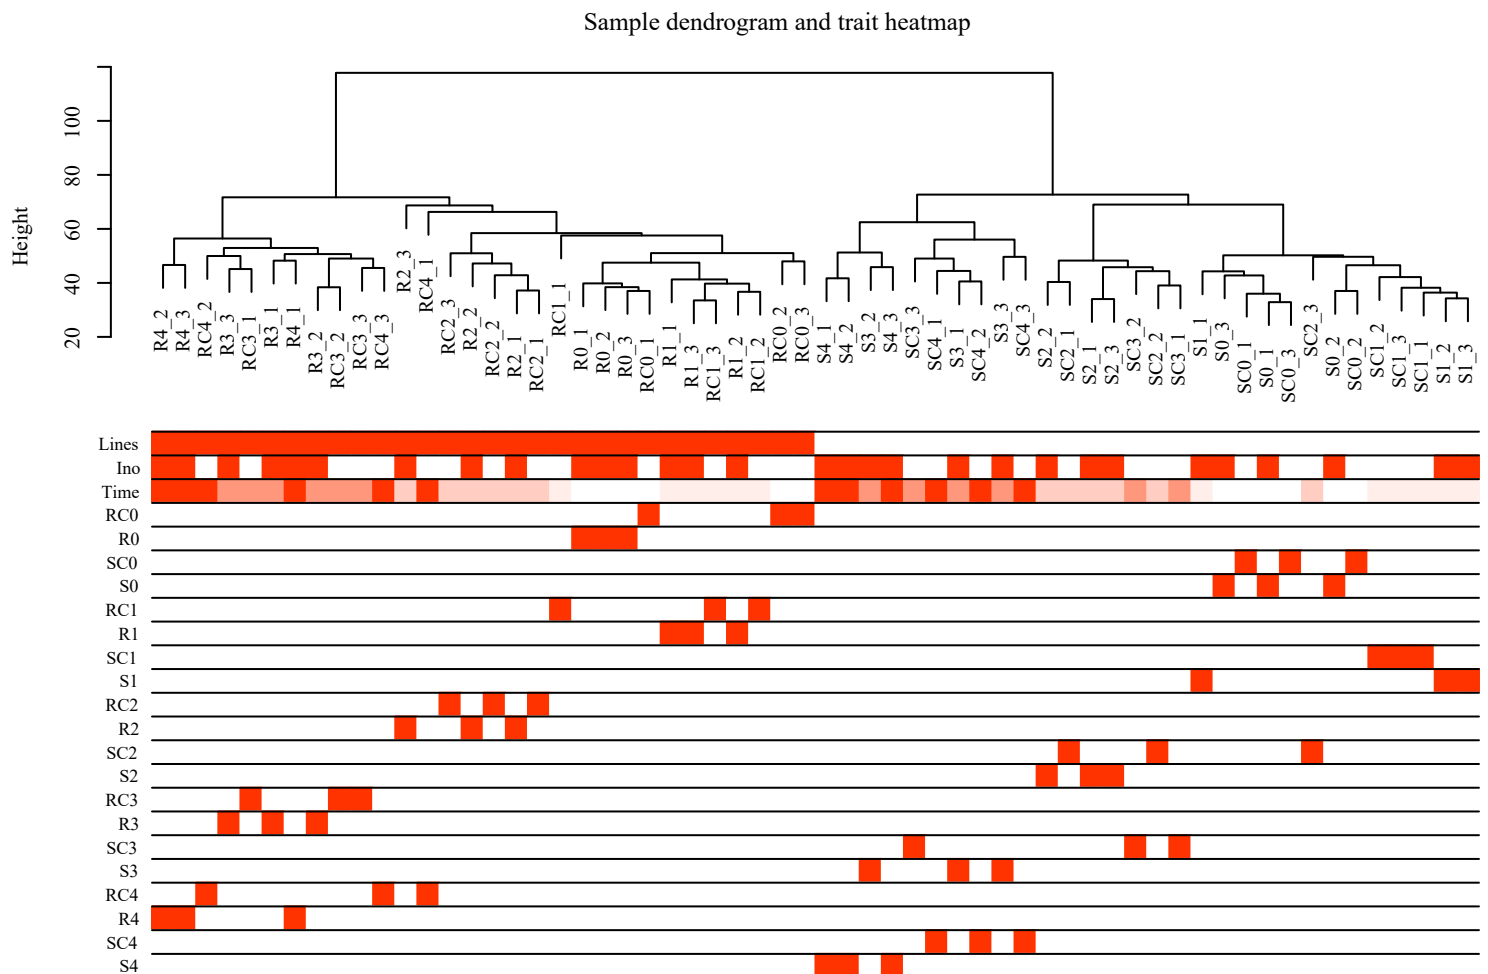 Sample dendrogram and trait heatmap
Height
100
80
60
40
20
R4_2
R4_3
RC4_2
R3_3
RC3_1
R3_1
R4_1
R3_2
RC3_2
RC3_3
RC4_3
R2_3
RC4_1
RC2_3
R2_2
RC2_2
R2_1
RC2_1
RC1_1
R0_1
R0_2
R0_3
RC0_1
R1_1
R1_3
RC1_3
R1_2
RC1_2
RC0_2
RC0_3
S4_1
S4_2
S3_2
S4_3
SC3_3
SC4_1
S3_1
SC4_2
S3_3
SC4_3
S2_2
SC2_1
S2_1
S2_3
SC3_2
SC2_2
SC3_1
S1_1
S0_3
SC0_1
S0_1
SC0_3
SC2_3
S0_2
SC0_2
SC1_2
SC1_3
SC1_1
S1_2
S1_3
Lines
Ino
Time
RC0
R0
SC0
S0
RC1
R1
SC1
S1
RC2
R2
SC2
S2
RC3
R3
SC3
S3
RC4
R4
SC4
S4